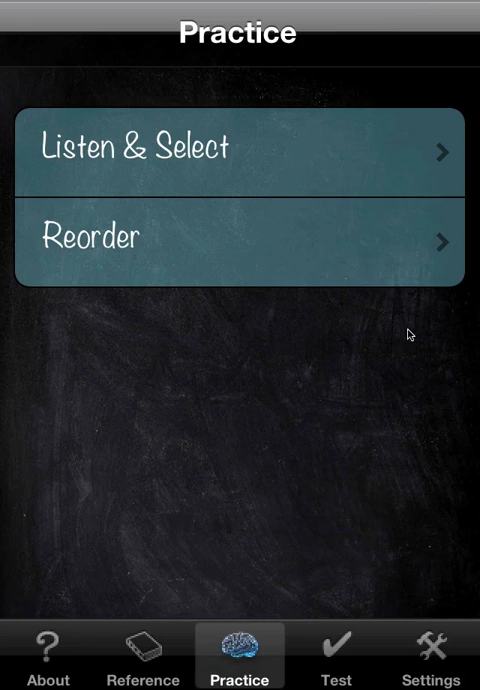 Practice
Listen & Select
Reorder
About Reference Practice Test Settings